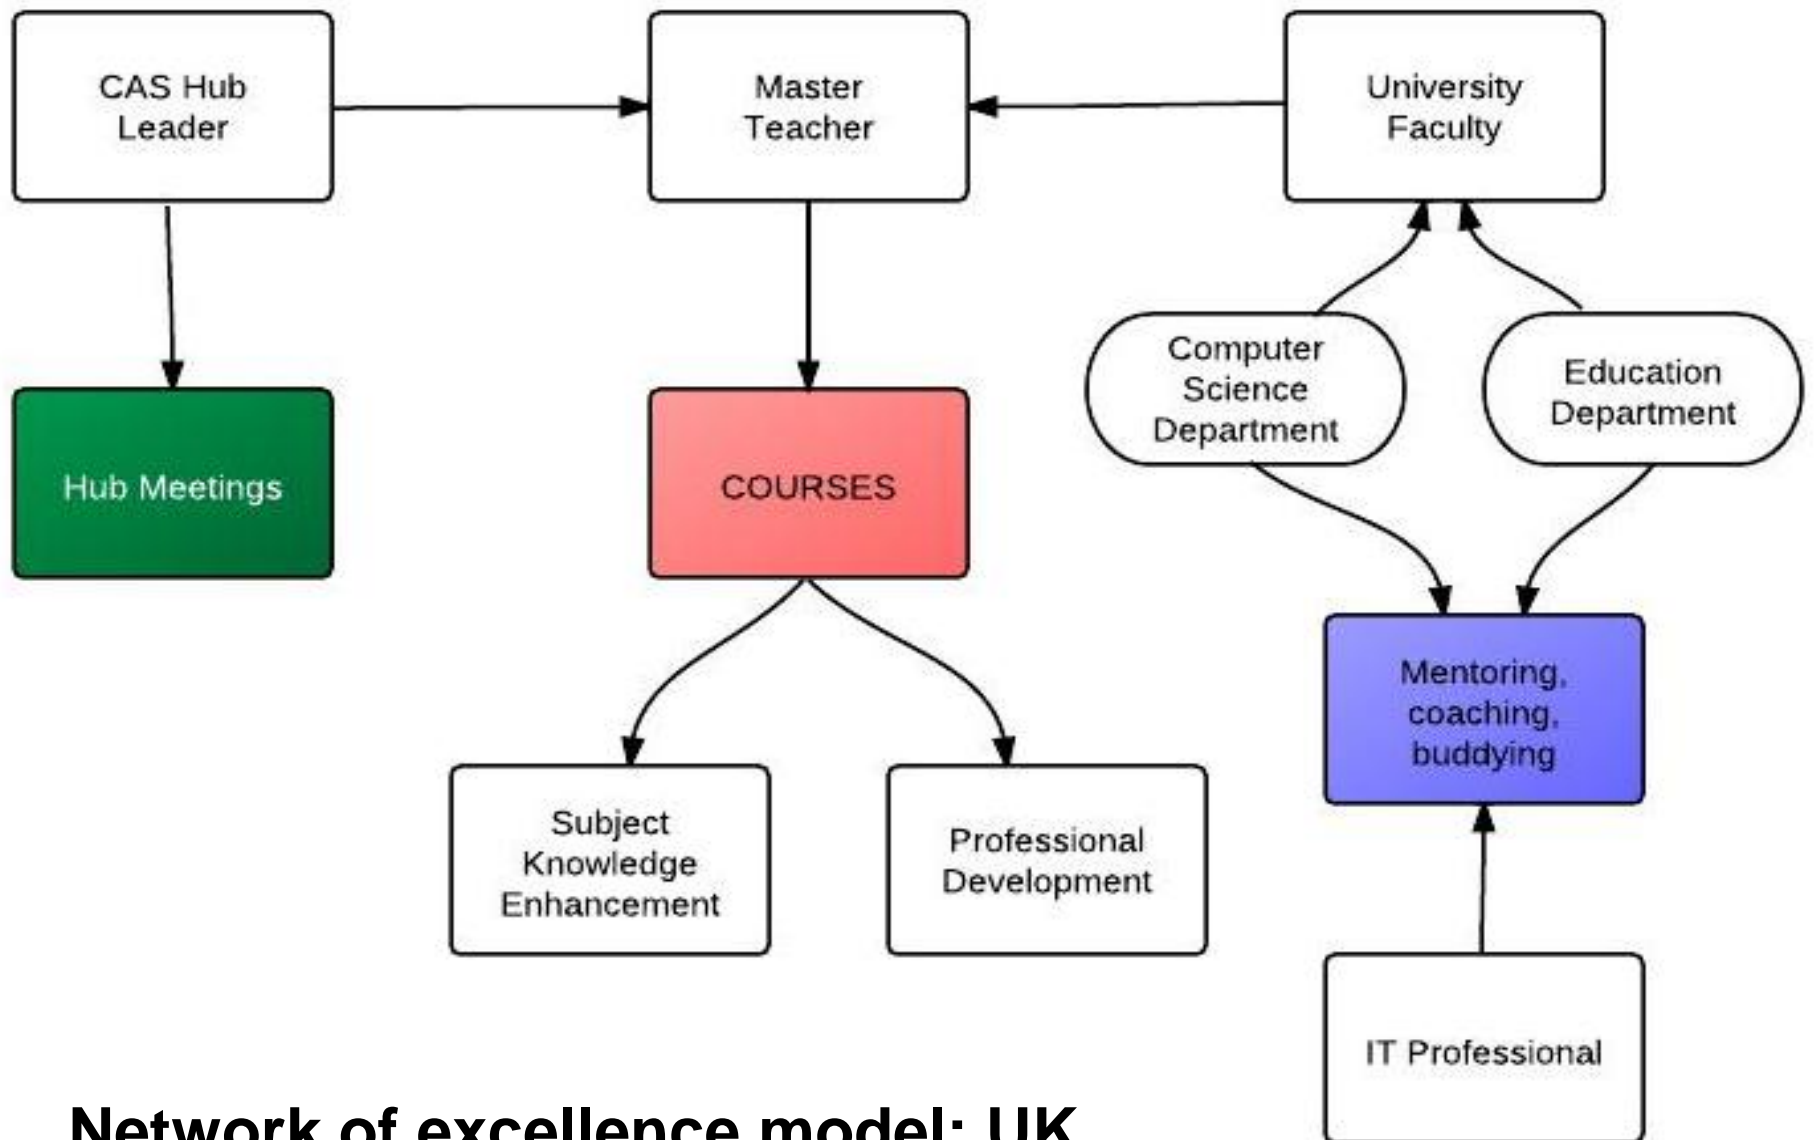 CAS Hub
Leader
Master
Teacher
University
Faculty
Computer
Science
Department
Education
Department
Hub Meetings
COURSES
Mentoring,
coaching,
buddying
Subject
Knowledge
Enhancement
Professional
Development
IT Professional
Network of excellence model: UK